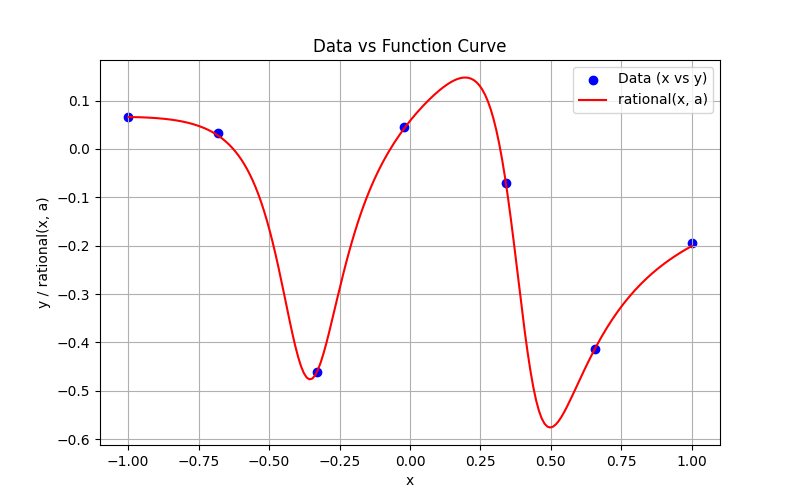 Data vs Function Curve
Data (x vs y)
rational(x, a)
y / rational(x, a)
0.1
0.0
−0.1
−0.2
−0.3
−0.4
−0.5
−0.6
−1.00 −0.75 −0.50 −0.25 0.00 0.25 0.50 0.75 1.00
x